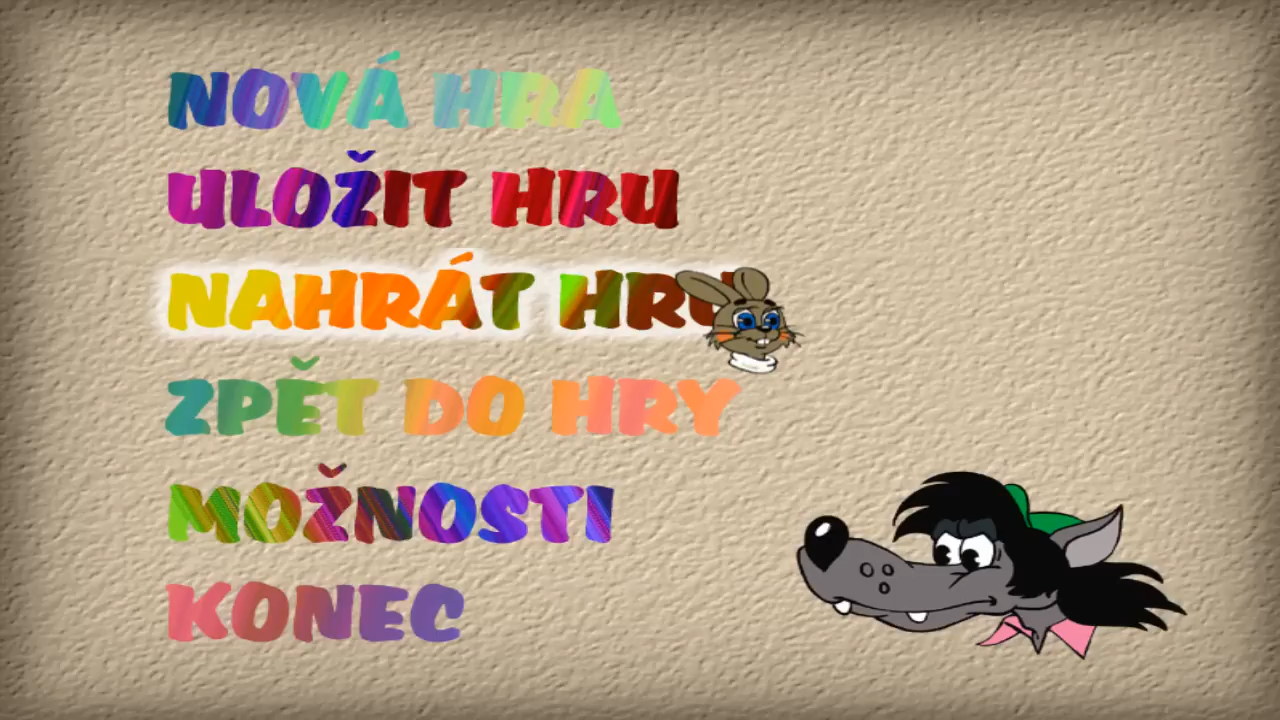 NOVÁ HRA
ULOŽIT HRU
NAHRÁT HRU
ZPĚT DO HRY
MOŽNOSTI
KONEC